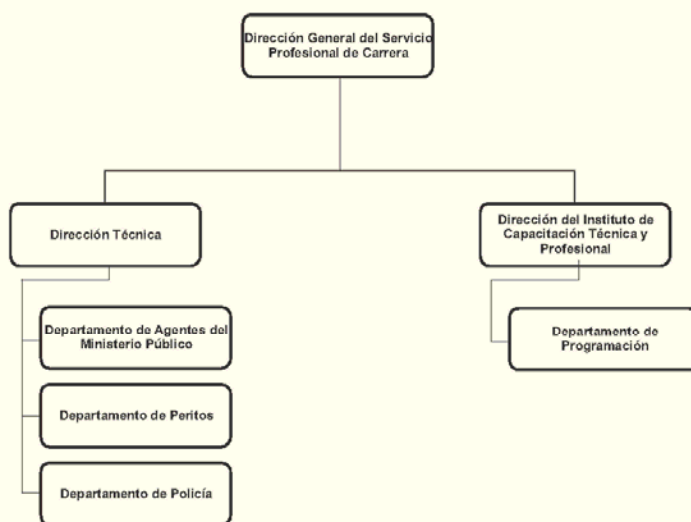 Dirección General del Servicio
Profesional de Carrera
Dirección Técnica
Dirección del Instituto de
Capacitación Técnica y
Profesional
Departamento de Agentes del
Ministerio Público
Departamento de
Programación
Departamento de Peritos
Departamento de Policía